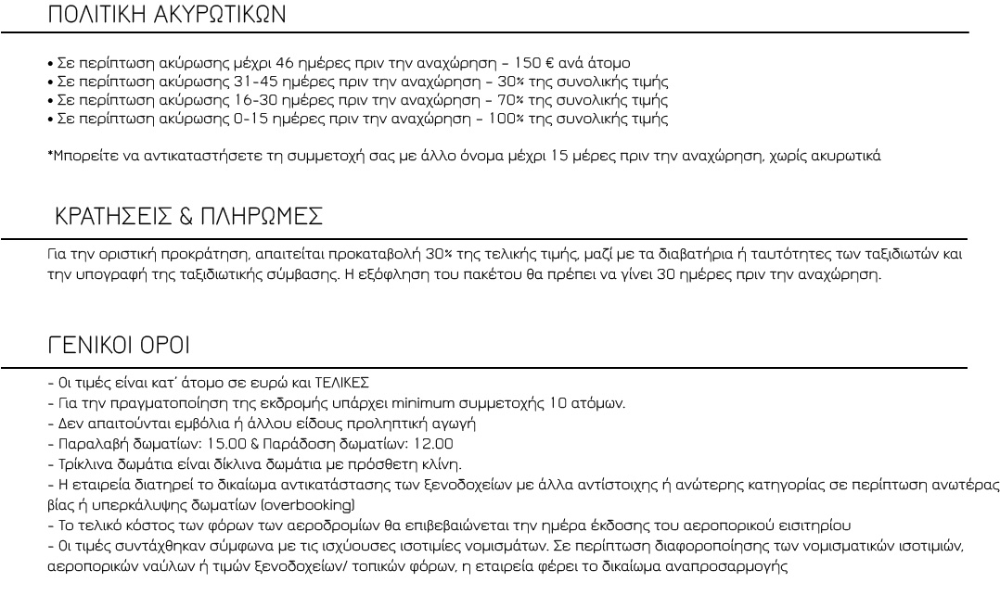 ΠΟΛΙΤΙΚΗ ΑΚΥΡΩΤΙΚΩΝ
• Σε περίπτωση ακύρωσης μέχρι 46 ημέρες πριν την αναχώρηση – 150 € ανά άτομο
• Σε περίπτωση ακύρωσης 31-45 ημέρες πριν την αναχώρηση – 30% της συνολικής τιμής
• Σε περίπτωση ακύρωσης 16-30 ημέρες πριν την αναχώρηση – 70% της συνολικής τιμής
• Σε περίπτωση ακύρωσης 0-15 ημέρες πριν την αναχώρηση – 100% της συνολικής τιμής
*Μπορείτε να αντικαταστήσετε τη συμμετοχή σας με άλλο όνομα μέχρι 15 μέρες πριν την αναχώρηση, χωρίς ακυρωτικά
ΚΡΑΤΗΣΕΙΣ & ΠΛΗΡΩΜΕΣ
Για την οριστική προκράτηση, απαιτείται προκαταβολή 30% της τελικής τιμής, μαζί με τα διαβατήρια ή ταυτότητες των ταξιδιωτών και
την υπογραφή της ταξιδιωτικής σύμβασης. Η εξόφληση του πακέτου θα πρέπει να γίνει 30 ημέρες πριν την αναχώρηση.
ΓΕΝΙΚΟΙ ΟΡΟΙ
- Οι τιμές είναι κατ’ άτομο σε ευρώ και ΤΕΛΙΚΕΣ
- Για την πραγματοποίηση της εκδρομής υπάρχει minimum συμμετοχής 10 ατόμων.
- Δεν απαιτούνται εμβόλια ή άλλου είδους προληπτική αγωγή
- Παραλαβή δωματίων: 15.00 & Παράδοση δωματίων: 12.00
- Τρίκλινα δωμάτια είναι δίκλινα δωμάτια με πρόσθετη κλίνη.
- Η εταιρεία διατηρεί το δικαίωμα αντικατάστασης των ξενοδοχείων με άλλα αντίστοιχης ή ανώτερης κατηγορίας σε περίπτωση ανωτέρας
βίας ή υπερκάλυψης δωματίων (overbooking)
- Το τελικό κόστος των φόρων των αεροδρομίων θα επιβεβαιώνεται την ημέρα έκδοσης του αεροπορικού εισιτηρίου
- Οι τιμές συντάχθηκαν σύμφωνα με τις ισχύουσες ισοτιμίες νομισμάτων. Σε περίπτωση διαφοροποίησης των νομισματικών ισοτιμιών,
αεροπορικών ναύλων ή τιμών ξενοδοχείων/ τοπικών φόρων, η εταιρεία φέρει το δικαίωμα αναπροσαρμογής